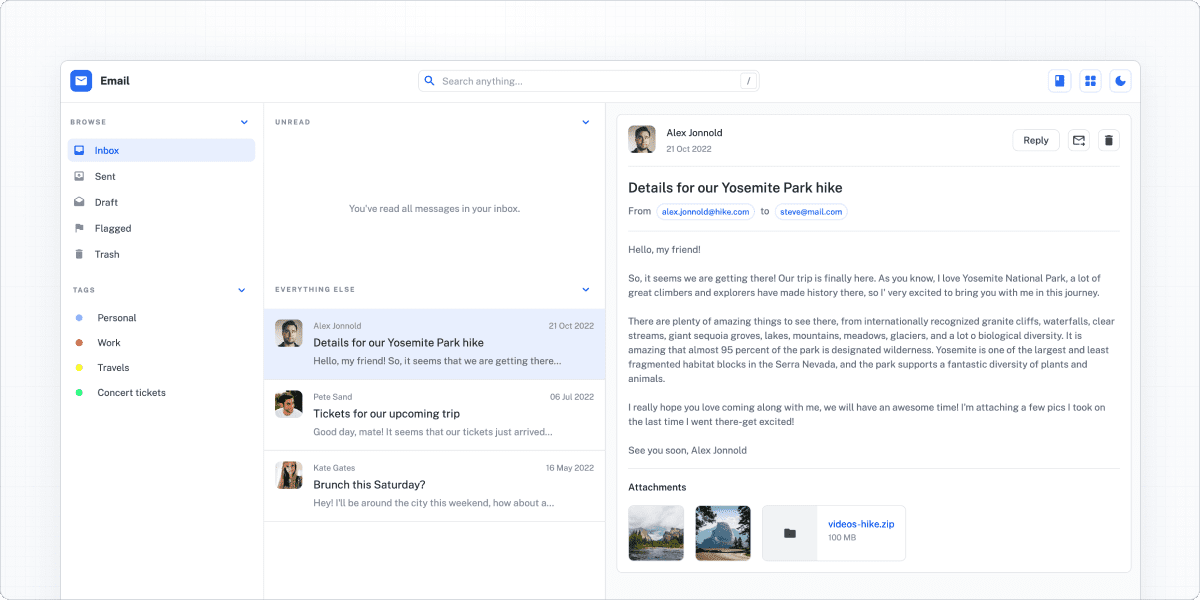 Email
Search anything...
/
BROWSE
Inbox
Sent
Draft
Flagged
Trash
TAGS
Personal
Work
Travels
Concert tickets
UNREAD
You've read all messages in your inbox.
EVERYTHING ELSE
Alex Jonnold
21 Oct 2022
Details for our Yosemite Park hike
Hello, my friend! So, it seems that we are getting there...
Pete Sand
06 Jul 2022
Tickets for our upcoming trip
Good day, mate! It seems that our tickets just arrived...
Kate Gates
16 May 2022
Brunch this Saturday?
Hey! I'll be around the city this weekend, how about a...
Alex Jonnold
21 Oct 2022
Reply
Details for our Yosemite Park hike
From alex.jonnold@hike.com to steve@mail.com
Hello, my friend!
So, it seems we are getting there! Our trip is finally here. As you know, I love Yosemite National Park, a lot of
great climbers and explorers have made history there, so I' very excited to bring you with me in this journey.
There are plenty of amazing things to see there, from internationally recognized granite cliffs, waterfalls, clear
streams, giant sequoia groves, lakes, mountains, meadows, glaciers, and a lot o biological diversity. It is
amazing that almost 95 percent of the park is designated wilderness. Yosemite is one of the largest and least
fragmented habitat blocks in the Serra Nevada, and the park supports a fantastic diversity of plants and
animals.
I really hope you love coming along with me, we will have an awesome time! I'm attaching a few pics I took on
the last time I went there-get excited!
See you soon, Alex Jonnold
Attachments
videos-hike.zip
100 MB